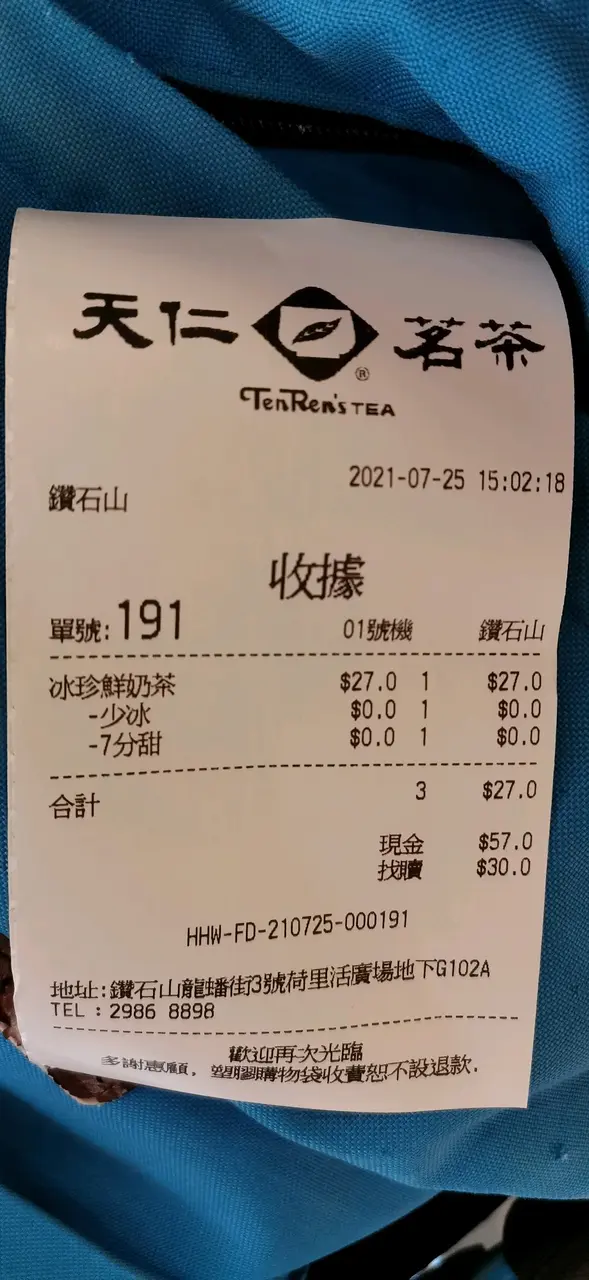 天仁 茗茶
®
TenRen's TEA
2021-07-25 15:02:18
鑽石山
收據
單號:191 01號機 鑽石山
冰珍鮮奶茶 $27.0 1 $27.0
-少冰 $0.0 1 $0.0
-7分甜 $0.0 1 $0.0
合計 3 $27.0
現金 $57.0
找贖 $30.0
HHW-FD-210725-000191
地址:鑽石山龍蟠街3號荷里活廣場地下G102A
TEL : 2986 8898
歡迎再次光臨
多謝惠顧, 塑膠購物袋收費恕不設退款.